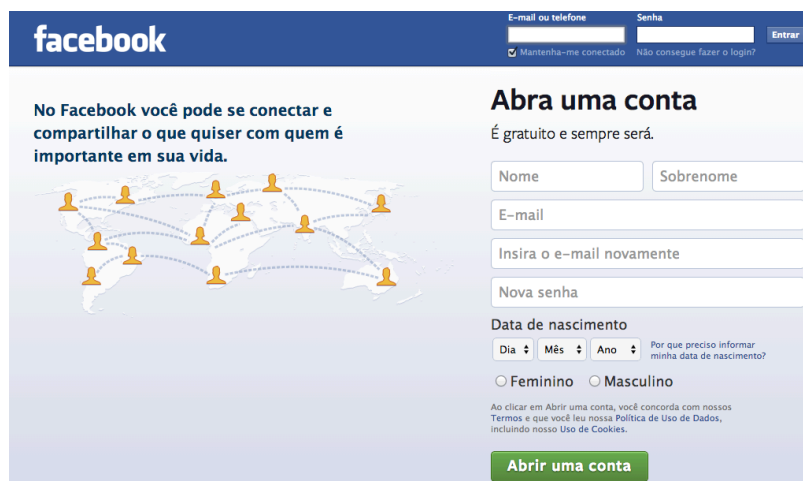 facebook
E-mail ou telefone
Senha
Entrar
Mantenha-me conectado
Não consegue fazer o login?
No Facebook você pode se conectar e
compartilhar o que quiser com quem é
importante em sua vida.
Abra uma conta
É gratuito e sempre será.
Nome
Sobrenome
E-mail
Insira o e-mail novamente
Nova senha
Data de nascimento
Dia
Mês
Ano
Por que preciso informar
minha data de nascimento?
Feminino
Masculino
Ao clicar em Abrir uma conta, você concorda com nossos
Termos e que você leu nossa Política de Uso de Dados,
incluindo nosso Uso de Cookies.
Abrir uma conta